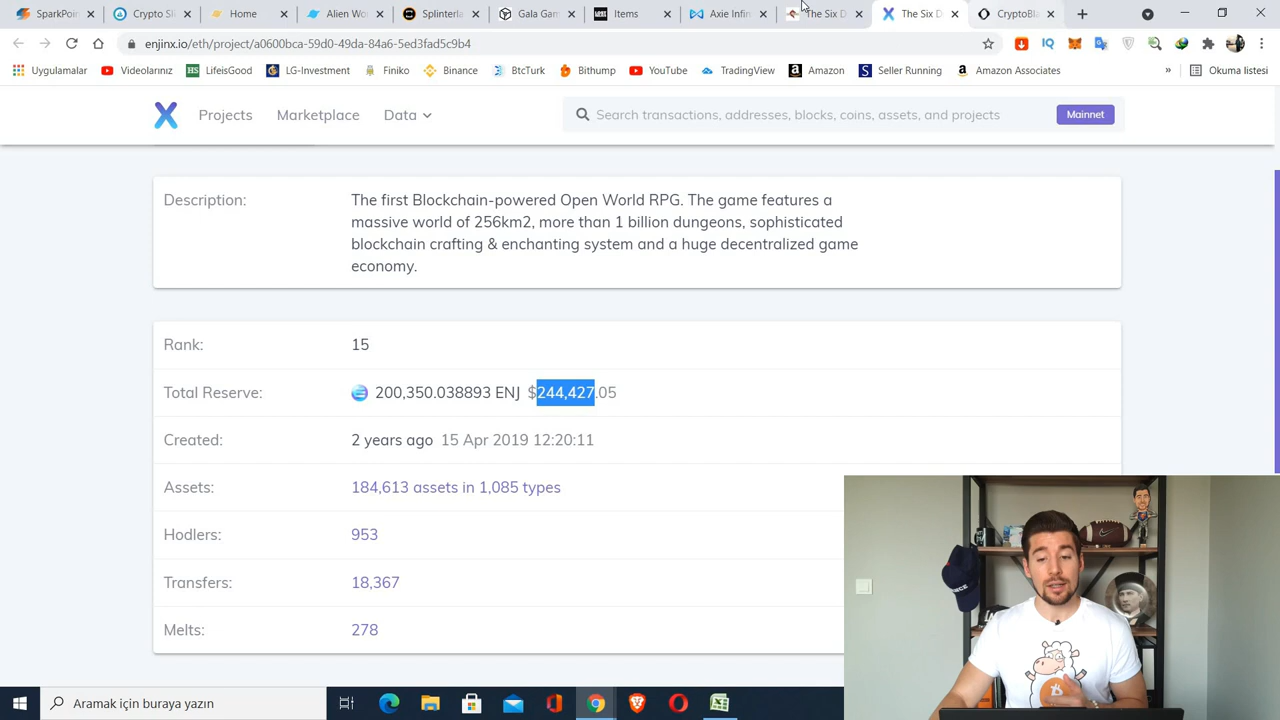 SparkPoin
Crypto Sl
Home
Alien Wo
Splinterla
Gala Gam
Items
Axie Infin
The Six D
The Six D
CryptoBla
enjinx.io/eth/project/a0600bca-59d0-49da-84a6-5ed3fad5c9b4
Uygulamalar
Videolarınız
HS LifeisGood
LG-Investment
Finiko
Binance
BtcTurk
Bithump
YouTube
TradingView
Amazon
Seller Running
Amazon Associates
»
Okuma listesi
Projects
Marketplace
Data
Search transactions, addresses, blocks, coins, assets, and projects
Mainnet
Description:
The first Blockchain-powered Open World RPG. The game features a
massive world of 256km2, more than 1 billion dungeons, sophisticated
blockchain crafting & enchanting system and a huge decentralized game
economy.
Rank: 15
Total Reserve: 200,350.038893 ENJ $244,427.05
Created: 2 years ago 15 Apr 2019 12:20:11
Assets: 184,613 assets in 1,085 types
Hodlers: 953
Transfers: 18,367
Melts: 278
Aramak için buraya yazın